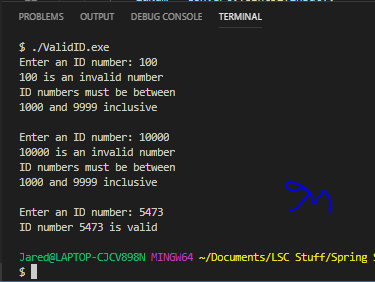 PROBLEMS OUTPUT DEBUG CONSOLE TERMINAL
$ ./ValidID.exe
Enter an ID number: 100
100 is an invalid number
ID numbers must be between
1000 and 9999 inclusive
Enter an ID number: 10000
10000 is an invalid number
ID numbers must be between
1000 and 9999 inclusive
Enter an ID number: 5473
ID number 5473 is valid
Jared@LAPTOP-CJCV898N MINGW64 ~/Documents/LSC Stuff/Spring S
$